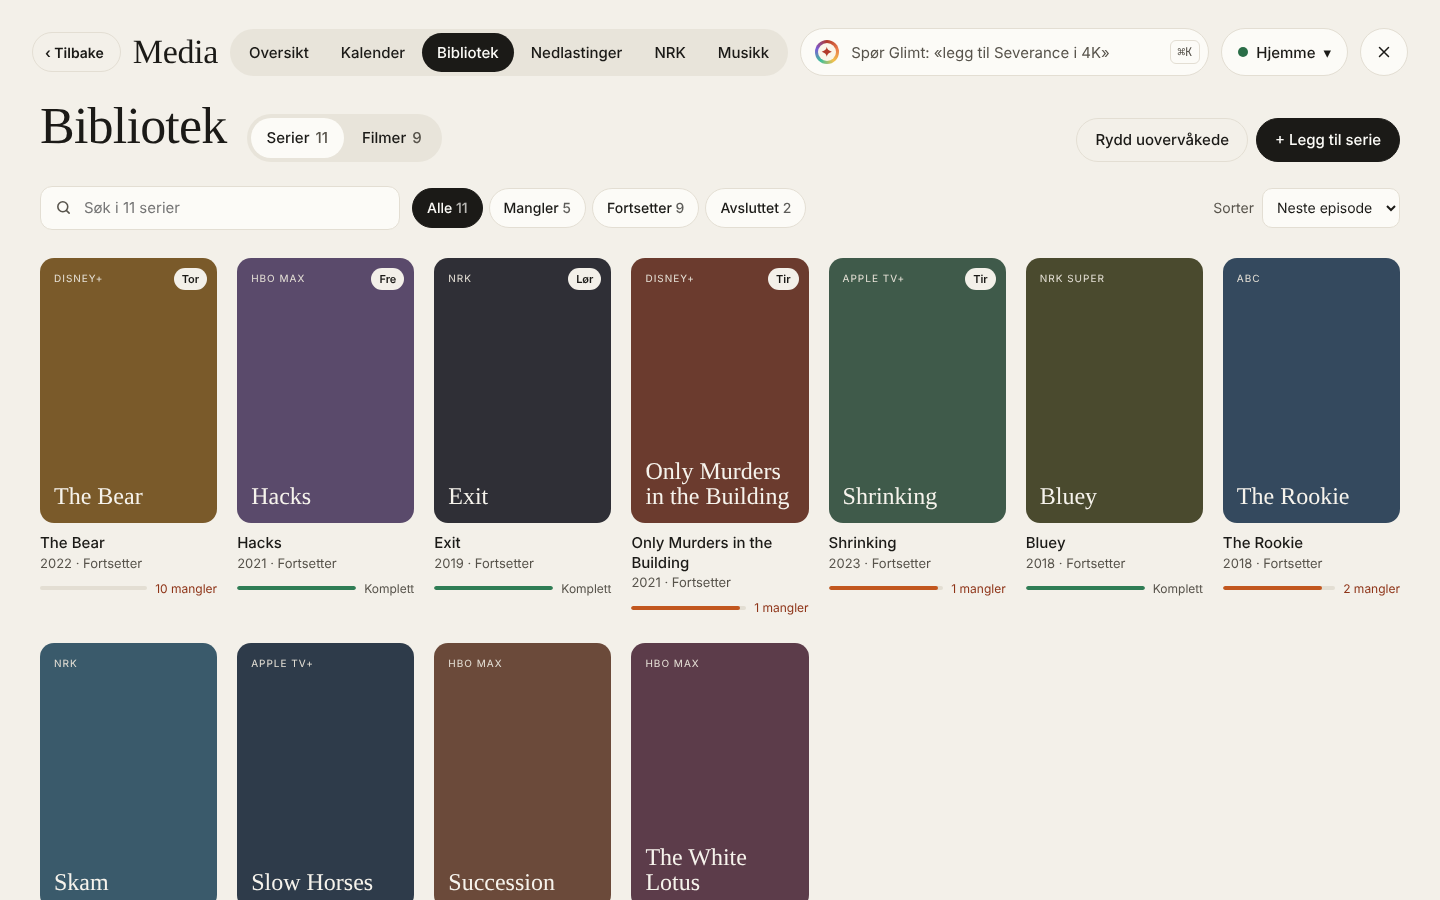 ‹ Tilbake
Media
Oversikt
Kalender
Bibliotek
Nedlastinger
NRK
Musikk
Spør Glimt: «legg til Severance i 4K»
⌘K
Hjemme ▾
✕
Bibliotek
Serier 11
Filmer 9
Rydd uovervåkede
+ Legg til serie
Søk i 11 serier
Alle 11
Mangler 5
Fortsetter 9
Avsluttet 2
Sorter
Neste episode
DISNEY+
Tor
The Bear
The Bear
2022 · Fortsetter
10 mangler
HBO MAX
Fre
Hacks
Hacks
2021 · Fortsetter
Komplett
NRK
Lør
Exit
Exit
2019 · Fortsetter
Komplett
DISNEY+
Tir
Only Murders
in the Building
Only Murders in the
Building
2021 · Fortsetter
1 mangler
APPLE TV+
Tir
Shrinking
Shrinking
2023 · Fortsetter
1 mangler
NRK SUPER
Bluey
Bluey
2018 · Fortsetter
Komplett
ABC
The Rookie
The Rookie
2018 · Fortsetter
2 mangler
NRK
Skam
APPLE TV+
Slow Horses
HBO MAX
Succession
HBO MAX
The White
Lotus